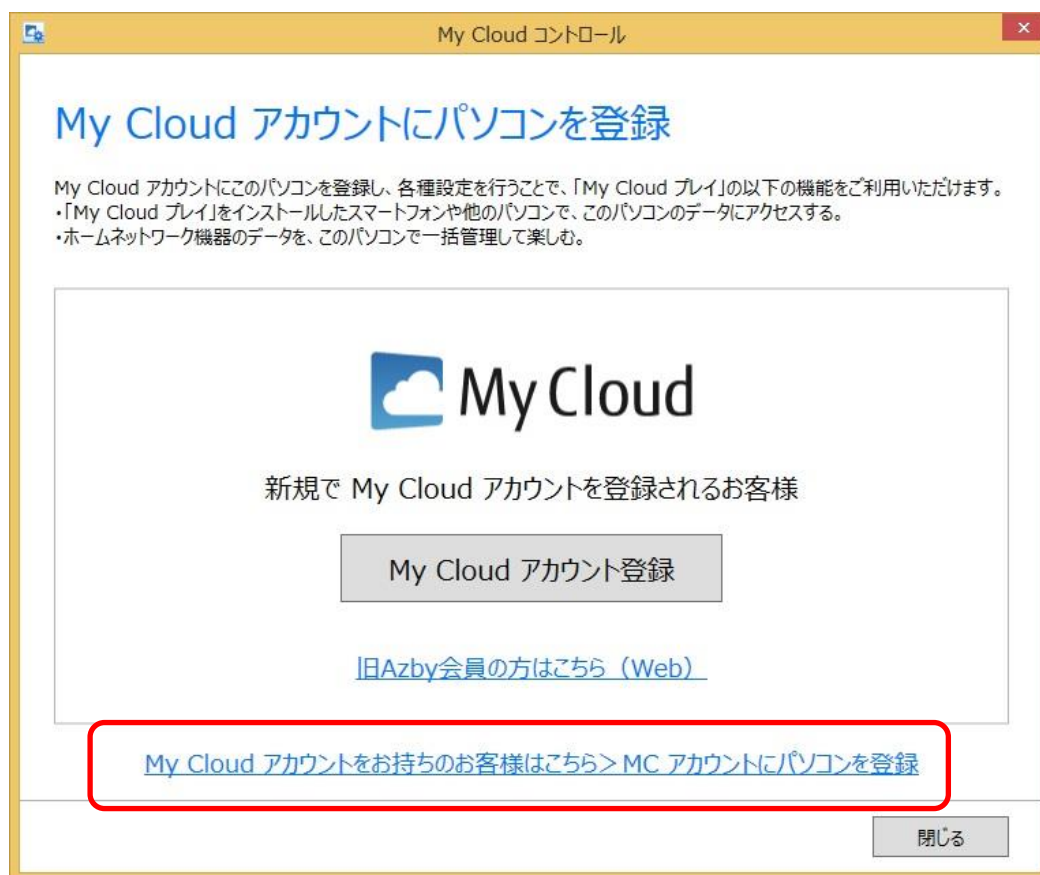 My Cloud コントロール
My Cloud アカウントにパソコンを登録
My Cloud アカウントにこのパソコンを登録し、各種設定を行うことで、「My Cloud プレイ」の以下の機能をご利用いただけます。
・「My Cloud プレイ」をインストールしたスマートフォンや他のパソコンで、このパソコンのデータにアクセスする。
・ホームネットワーク機器のデータを、このパソコンで一括管理して楽しむ。
My Cloud
新規で My Cloud アカウントを登録されるお客様
My Cloud アカウント登録
旧Azby会員の方はこちら（Web）
My Cloud アカウントをお持ちのお客様はこちら＞MC アカウントにパソコンを登録
閉じる